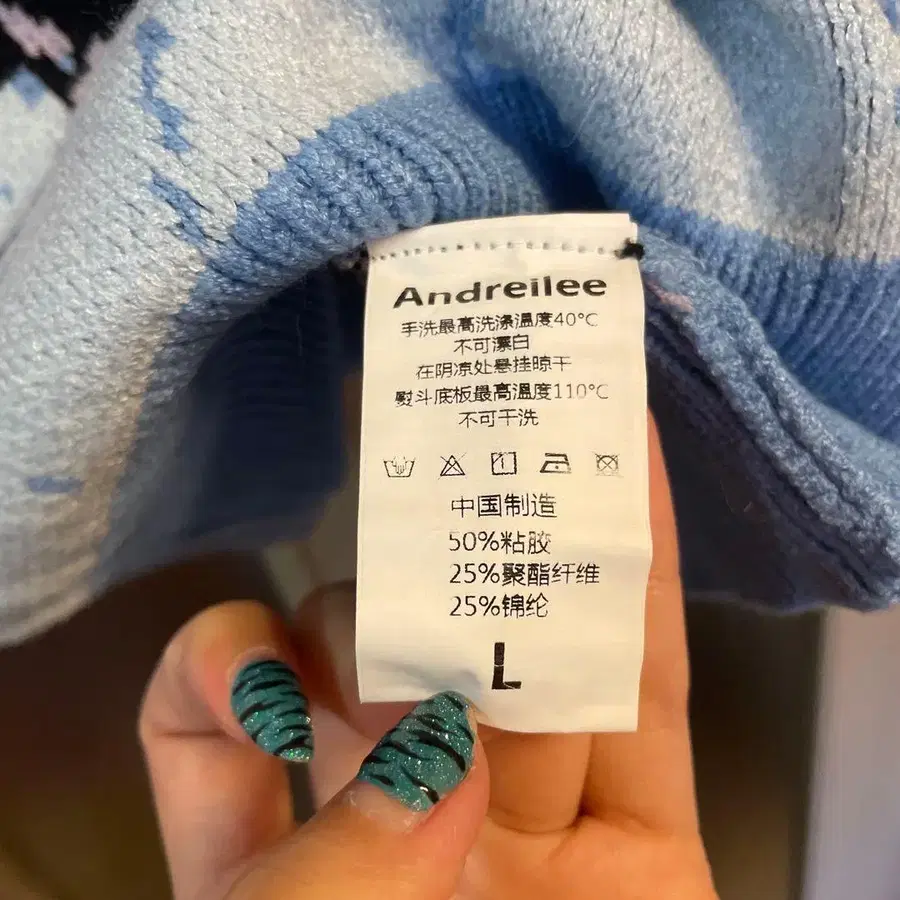 Andreilee
手洗最高洗涤温度40°C
不可漂白
在阴凉处悬挂晾干
熨斗底板最高温度110°C
不可干洗
中国制造
50%粘胶
25%聚酯纤维
25%锦纶
L